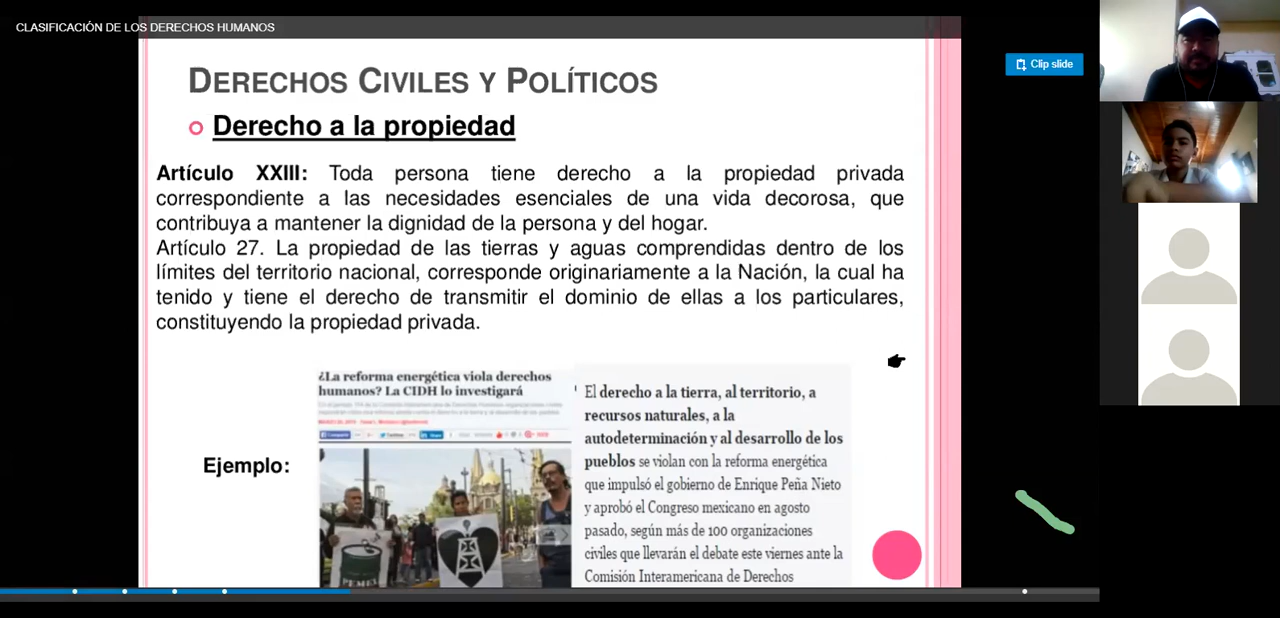 CLASIFICACIÓN DE LOS DERECHOS HUMANOS
Clip slide
DERECHOS CIVILES Y POLÍTICOS
Derecho a la propiedad
Artículo XXIII: Toda persona tiene derecho a la propiedad privada
correspondiente a las necesidades esenciales de una vida decorosa, que
contribuya a mantener la dignidad de la persona y del hogar.
Artículo 27. La propiedad de las tierras y aguas comprendidas dentro de los
límites del territorio nacional, corresponde originariamente a la Nación, la cual ha
tenido y tiene el derecho de transmitir el dominio de ellas a los particulares,
constituyendo la propiedad privada.
Ejemplo:
¿La reforma energética viola derechos
humanos? La CIDH lo investigará
El derecho a la tierra, al territorio, a
recursos naturales, a la
autodeterminación y al desarrollo de los
pueblos se violan con la reforma energética
que impulsó el gobierno de Enrique Peña Nieto
y aprobó el Congreso mexicano en agosto
pasado, según más de 100 organizaciones
civiles que llevarán el debate este viernes ante la
Comisión Interamericana de Derechos
PEMEX